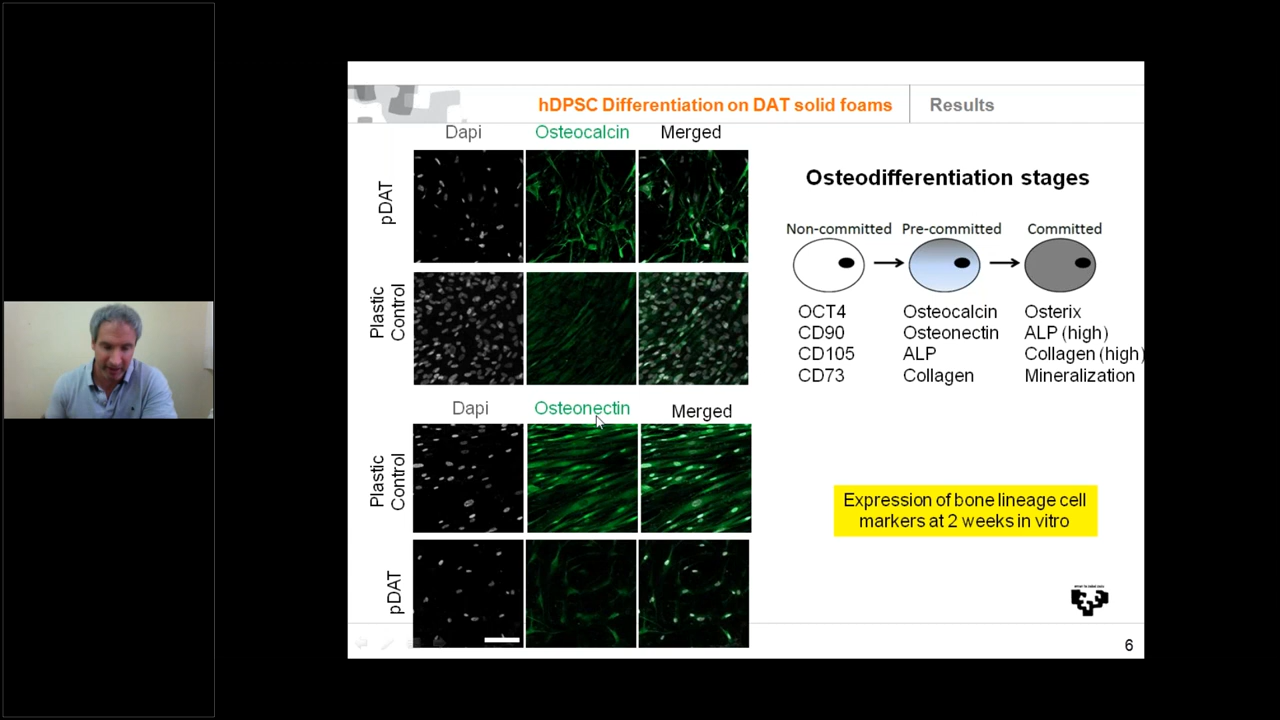 hDPSC Differentiation on DAT solid foams
Results
Dapi
Osteocalcin
Merged
pDAT
Plastic
Control
Dapi
Osteonectin
Merged
Plastic
Control
pDAT
Osteodifferentiation stages
Non-committed
Pre-committed
Committed
OCT4
CD90
CD105
CD73
Osteocalcin
Osteonectin
ALP
Collagen
Osterix
ALP (high)
Collagen (high)
Mineralization
Expression of bone lineage cell
markers at 2 weeks in vitro
6